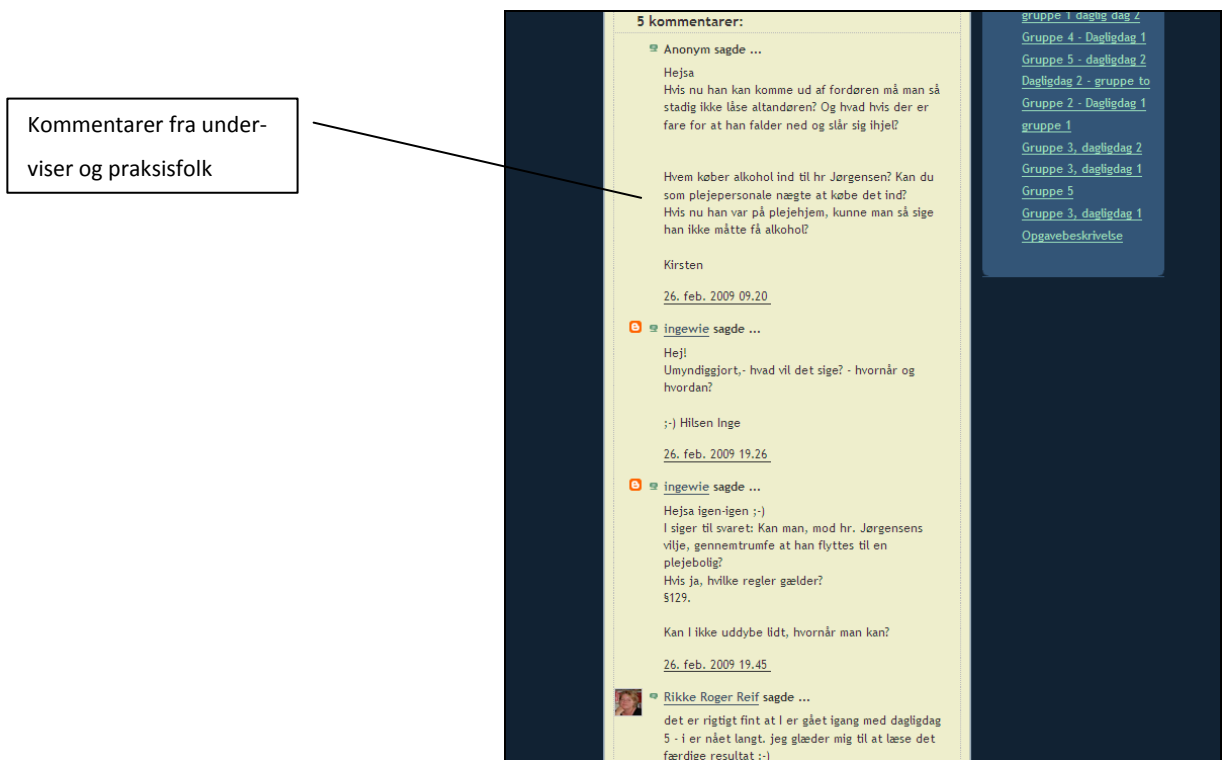 Kommentarer fra under-
viser og praksisfolk
5 kommentarer:
Anonym sagde ...
Hejsa
Hvis nu han kan komme ud af fordøren må man så
stadig ikke låse altandøren? Og hvad hvis der er
fare for at han falder ned og slår sig ihjel?
Hvem køber alkohol ind til hr Jørgensen? Kan du
som plejepersonale nægte at købe det ind?
Hvis nu han var på plejehjem, kunne man så sige
han ikke måtte få alkohol?
Kirsten
26. feb. 2009 09.20
ingewie sagde ...
Hej!
Umyndiggjort,- hvad vil det sige? - hvornår og
hvordan?
;-) Hilsen Inge
26. feb. 2009 19.26
ingewie sagde ...
Hejsa igen-igen ;-)
I siger til svaret: Kan man, mod hr. Jørgensens
vilje, gennemtrumfe at han flyttes til en
plejebolig?
Hvis ja, hvilke regler gælder?
§129.
Kan I ikke uddybe lidt, hvornår man kan?
26. feb. 2009 19.45
Rikke Roger Reif sagde ...
det er rigtigt fint at I er gået igang med dagligdag
5 - i er nået langt. jeg glæder mig til at læse det
færdige resultat :-)
gruppe 1 daglig dag 2
Gruppe 4 - Dagligdag 1
Gruppe 5 - dagligdag 2
Dagligdag 2 - gruppe to
Gruppe 2 - Dagligdag 1
gruppe 1
Gruppe 3, dagligdag 2
Gruppe 3, dagligdag 1
Gruppe 5
Gruppe 3, dagligdag 1
Opgavebeskrivelse